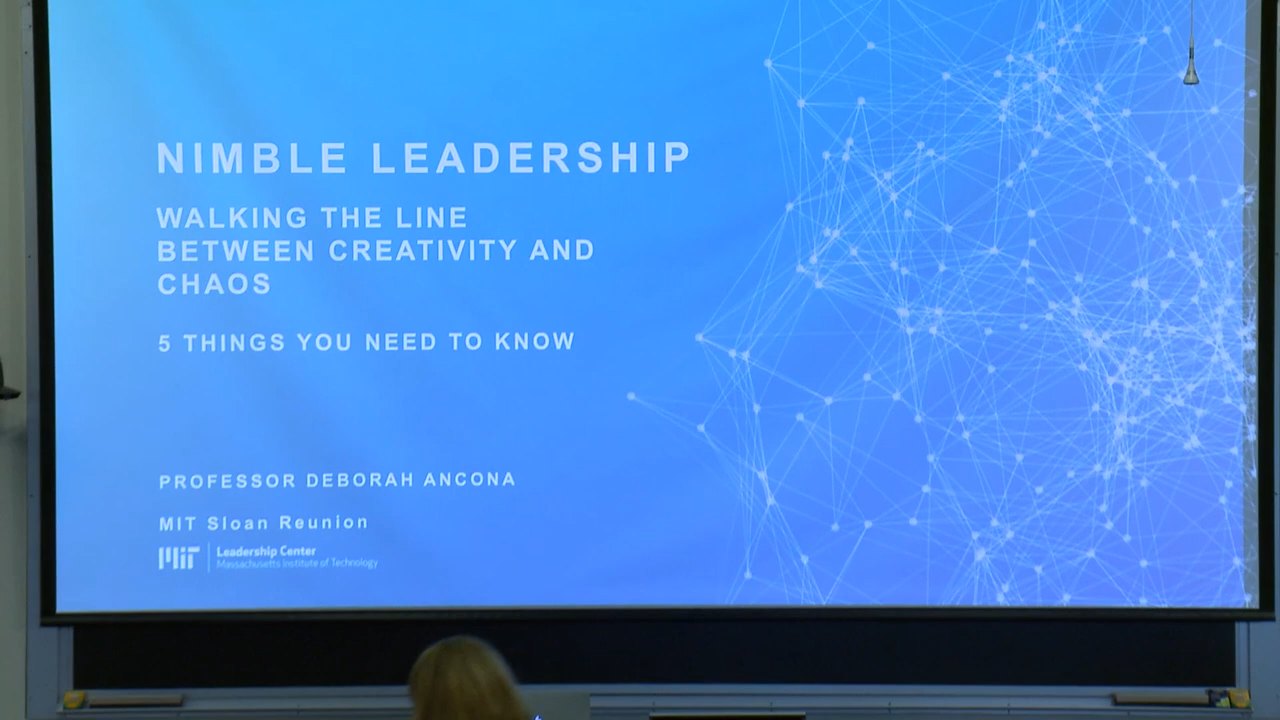 NIMBLE LEADERSHIP
WALKING THE LINE
BETWEEN CREATIVITY AND
CHAOS
5 THINGS YOU NEED TO KNOW
PROFESSOR DEBORAH ANCONA
MIT Sloan Reunion
MIT Leadership Center
Massachusetts Institute of Technology